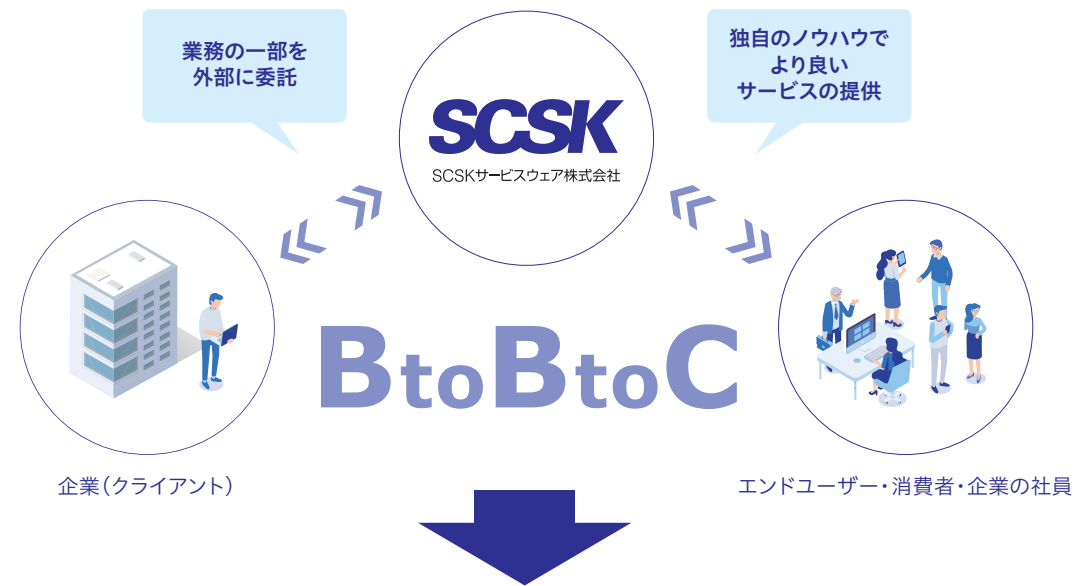 業務の一部を
外部に委託
独自のノウハウで
より良い
サービスの提供
SCSK
SCSKサービスウェア株式会社
BtoBtoC
企業(クライアント)
エンドユーザー・消費者・企業の社員